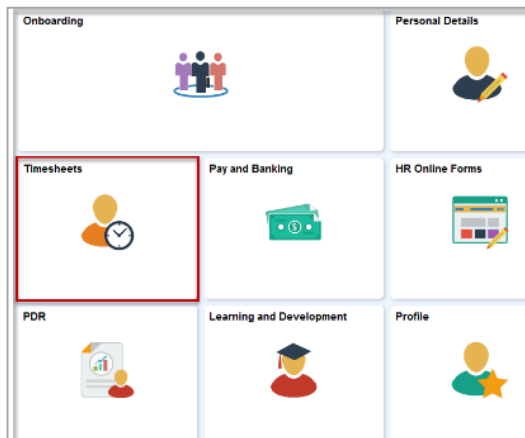 Onboarding
Personal Details
Timesheets
Pay and Banking
HR Online Forms
PDR
Learning and Development
Profile